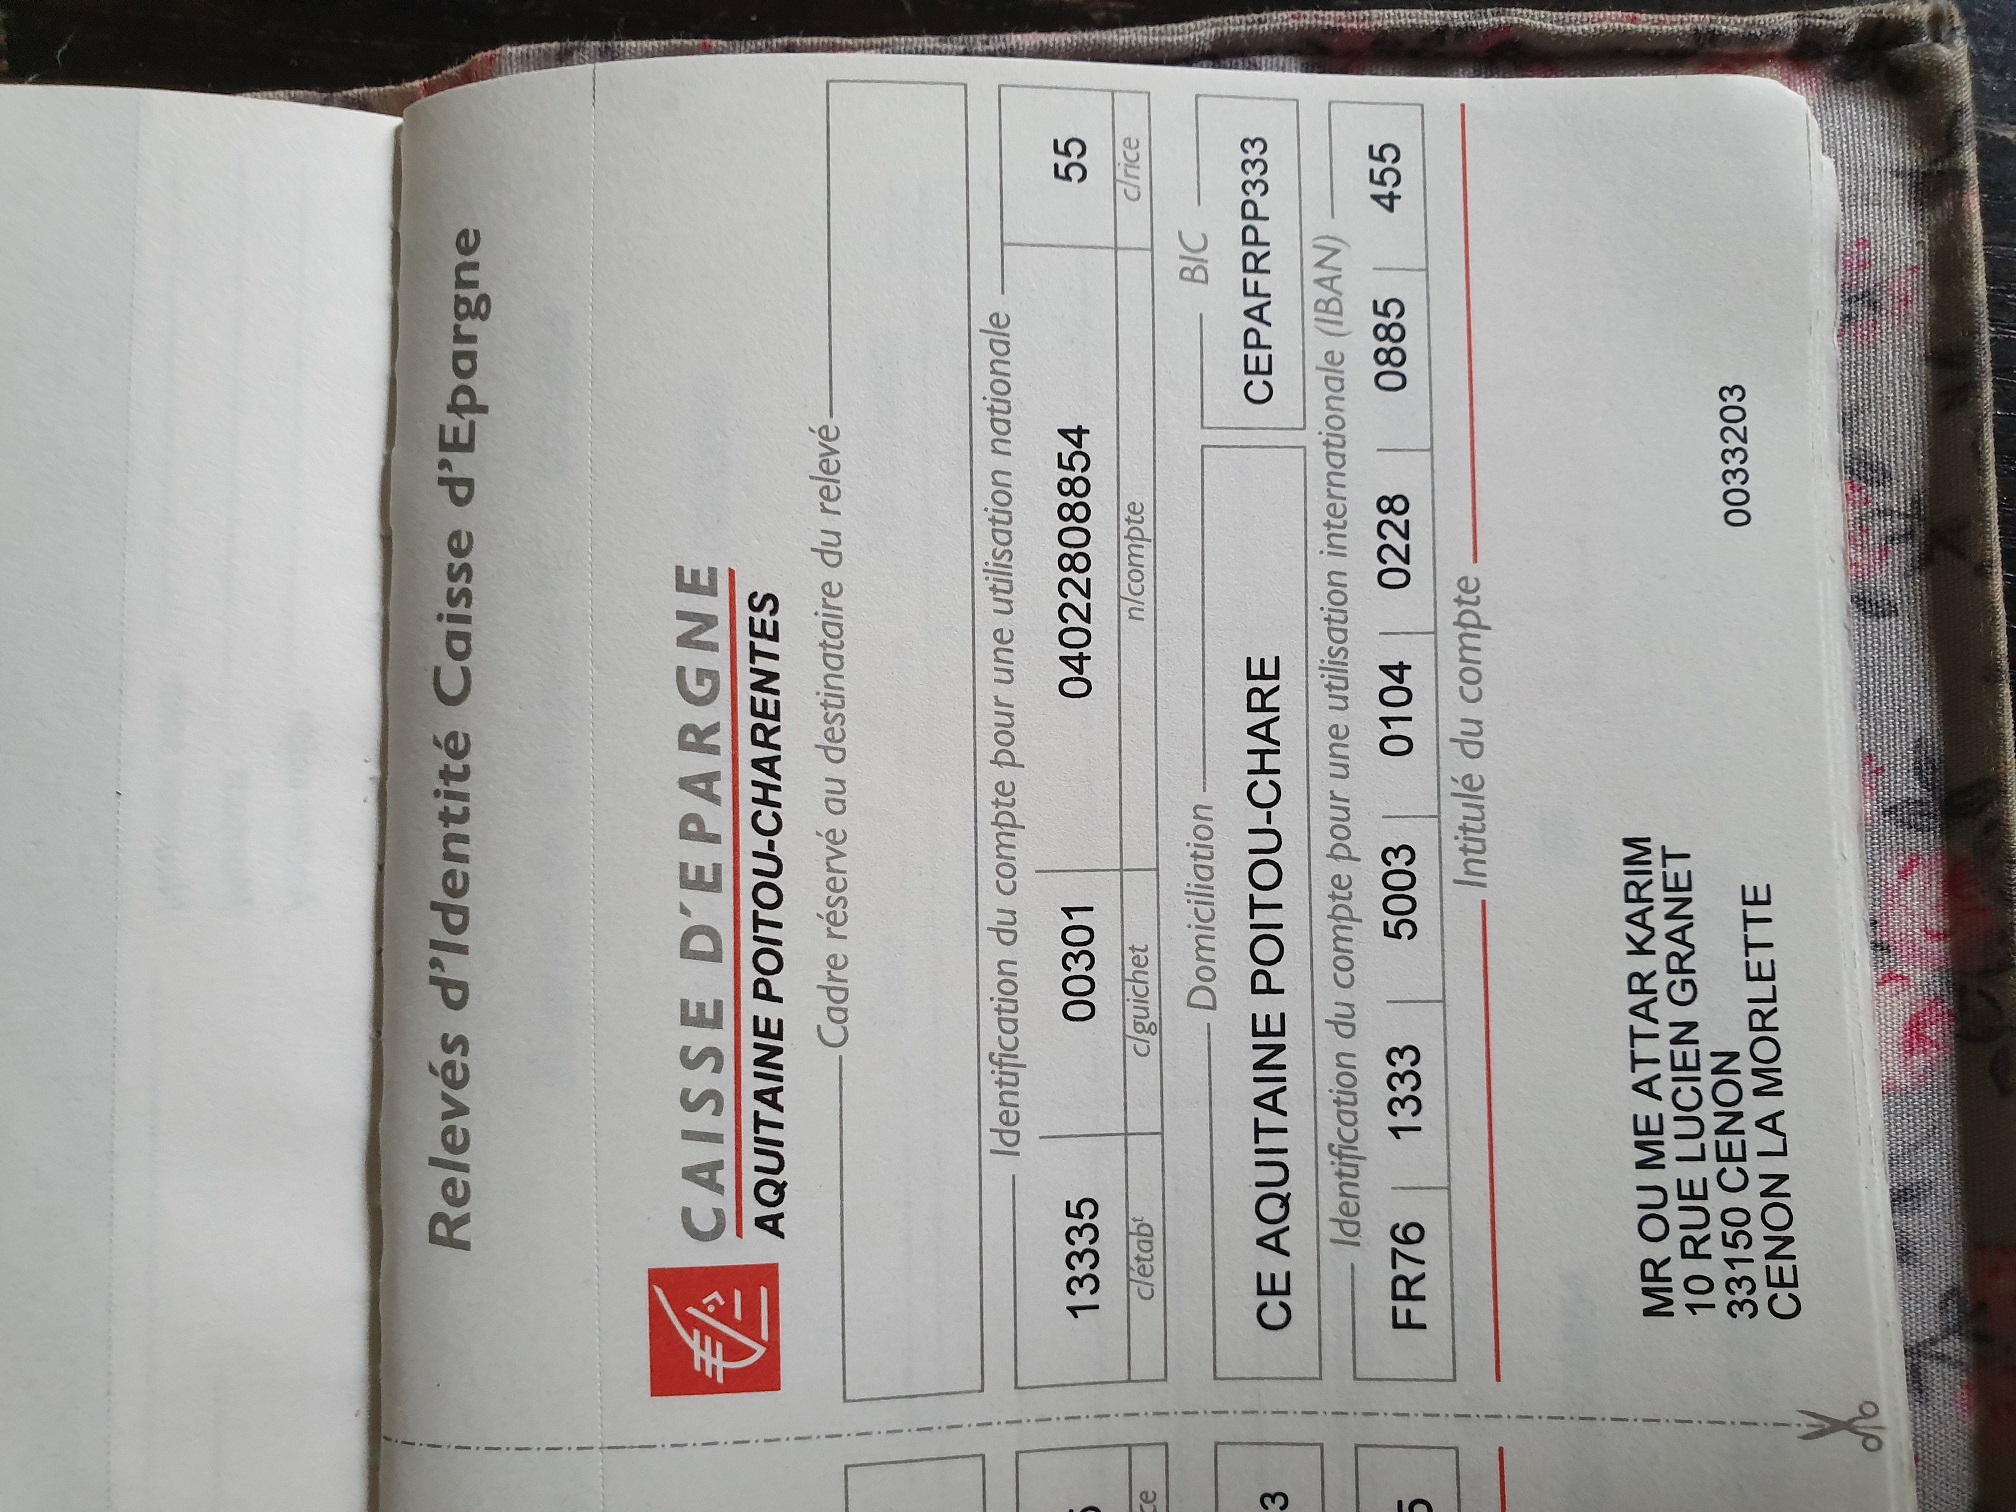 Relevés d'Identité Caisse d'Epargne
CAISSE D'EPARGNE
AQUITAINE POITOU-CHARENTES
Cadre réservé au destinataire du relevé
Identification du compte pour une utilisation nationale
13335 00301 04022808854 55
c/étabt c/guichet n/compte c/rice
Domiciliation BIC
CE AQUITAINE POITOU-CHARE CEPAFRPP333
Identification du compte pour une utilisation internationale (IBAN)
FR76 1333 5003 0104 0228 0885 455
Intitulé du compte
MR OU ME ATTAR KARIM
10 RUE LUCIEN GRANET
33150 CENON
CENON LA MORLETTE
0033203